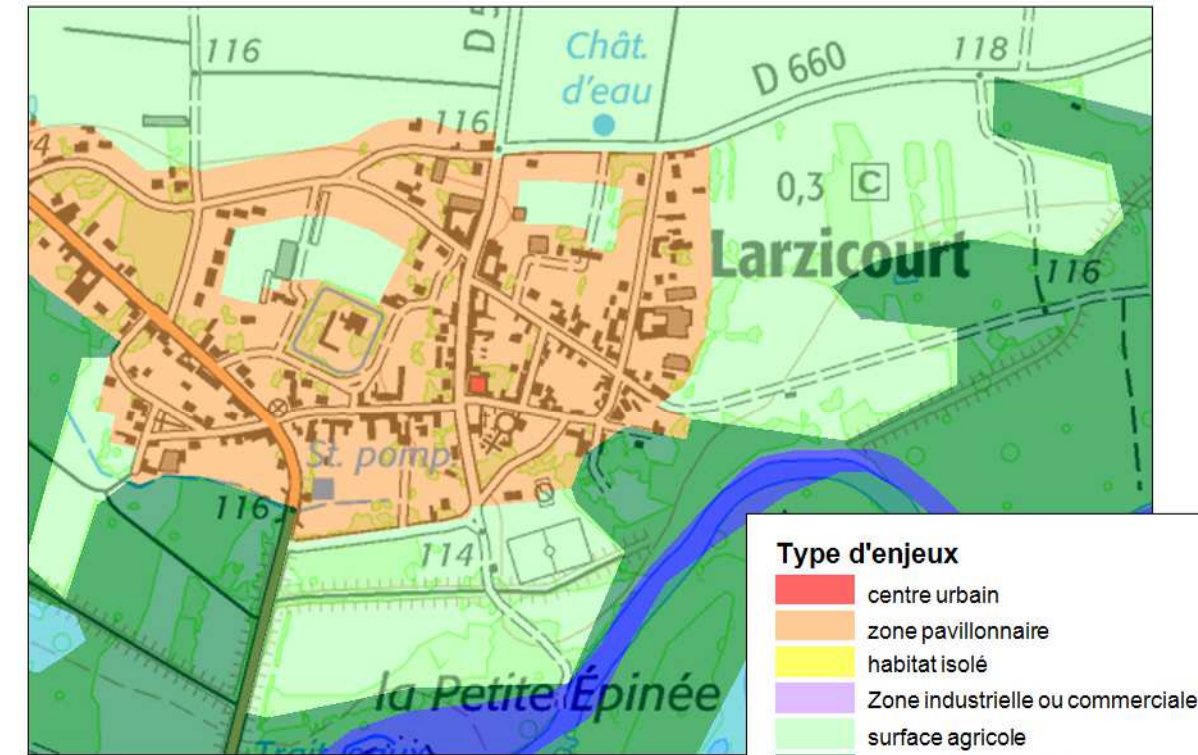 116
D 5
Chât.
d'eau
D 660
118
116
0,3 C
Larzicourt
116
St. pomp.
116
114
la Petite Épinée
Type d'enjeux
centre urbain
zone pavillonnaire
habitat isolé
Zone industrielle ou commerciale
surface agricole